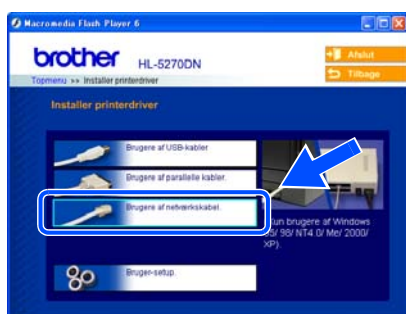 Macromedia Flash Player 6
brother
HL-5270DN
Afslut
Tilbage
Topmenu >> Installer printerdriver
Installer printerdriver
Brugere af USB-kabler
Brugere af parallelle kabler.
Brugere af netværkskabel.
(Kun brugere af Windows
95/ 98/ NT4.0/ Me/ 2000/
XP).
Bruger-setup.